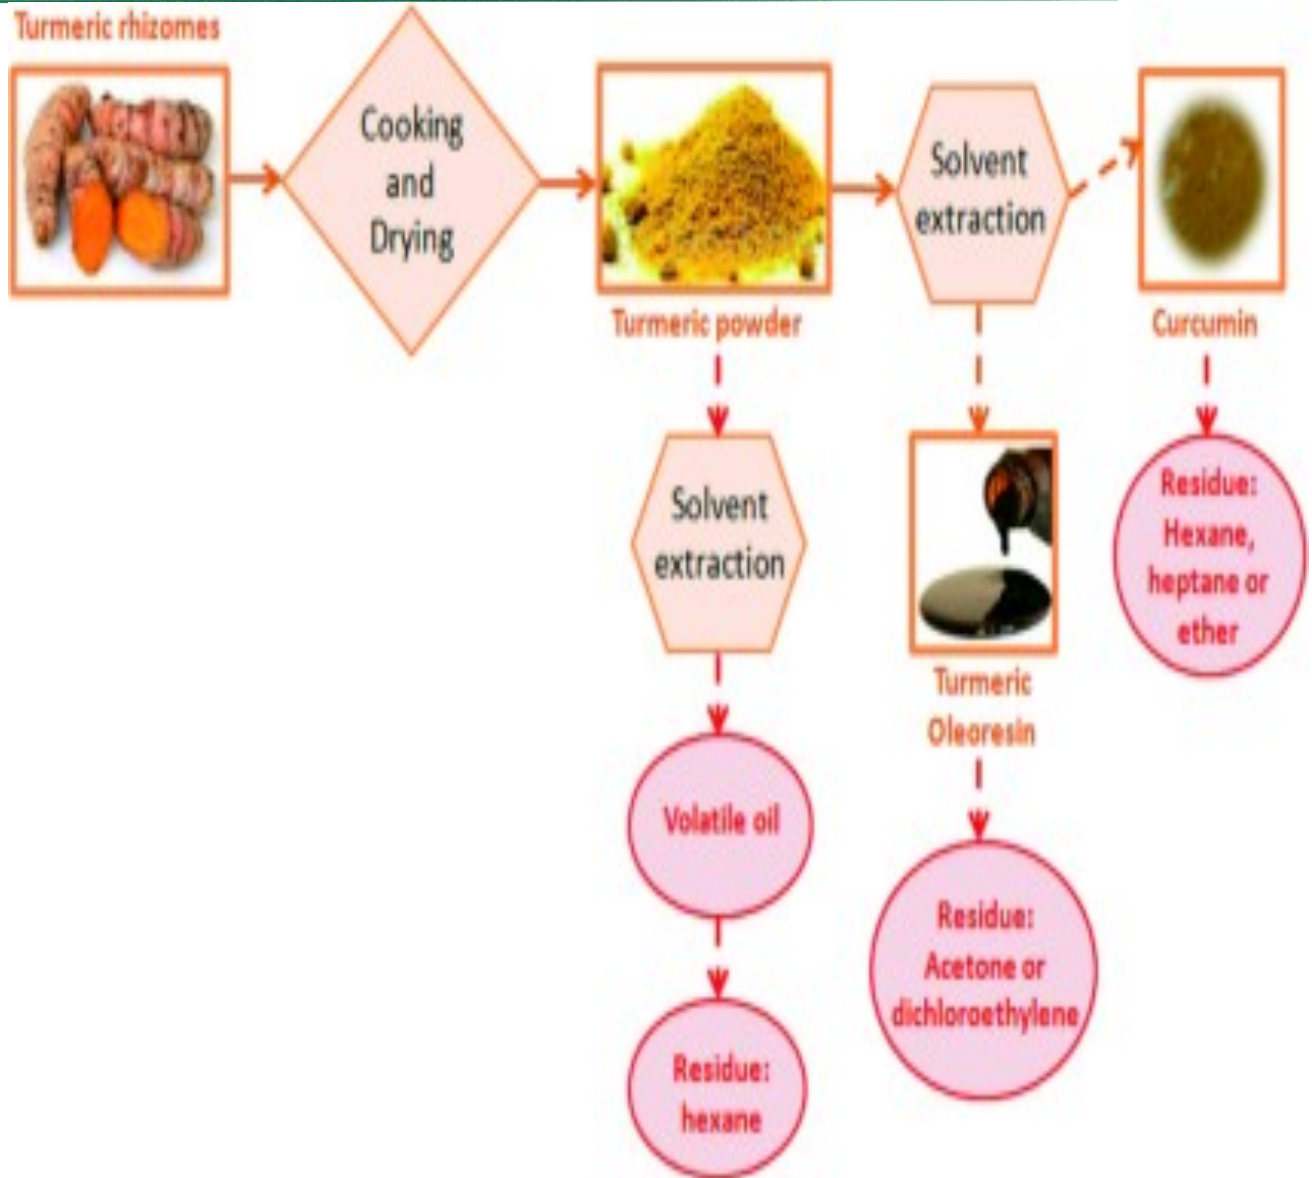 Turmeric rhizomes
Cooking
and
Drying
Turmeric powder
Solvent
extraction
Curcumin
Solvent
extraction
Turmeric
Oleoresin
Residue:
Hexane,
heptane or
ether
Volatile oil
Residue:
Acetone or
dichloroethylene
Residue:
hexane